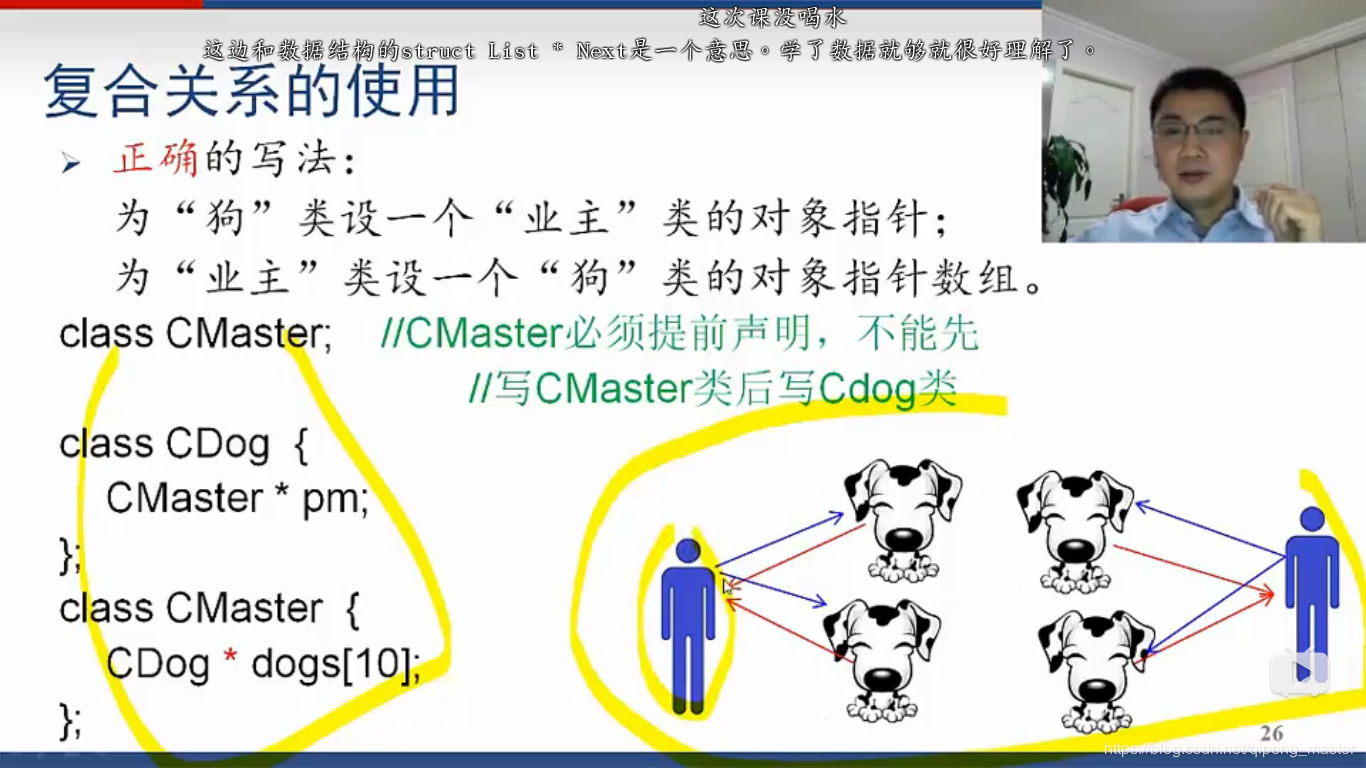 这次课没喝水
这边和数据结构的struct List * Next是一个意思。学了数据就够就很好理解了。
复合关系的使用
正确的写法：
为“狗”类设一个“业主”类的对象指针；
为“业主”类设一个“狗”类的对象指针数组。
class CMaster; //CMaster必须提前声明，不能先
//写CMaster类后写Cdog类
class CDog {
CMaster * pm;
};
class CMaster {
CDog * dogs[10];
};
26
https://blog.csdn.net/qipeng_master